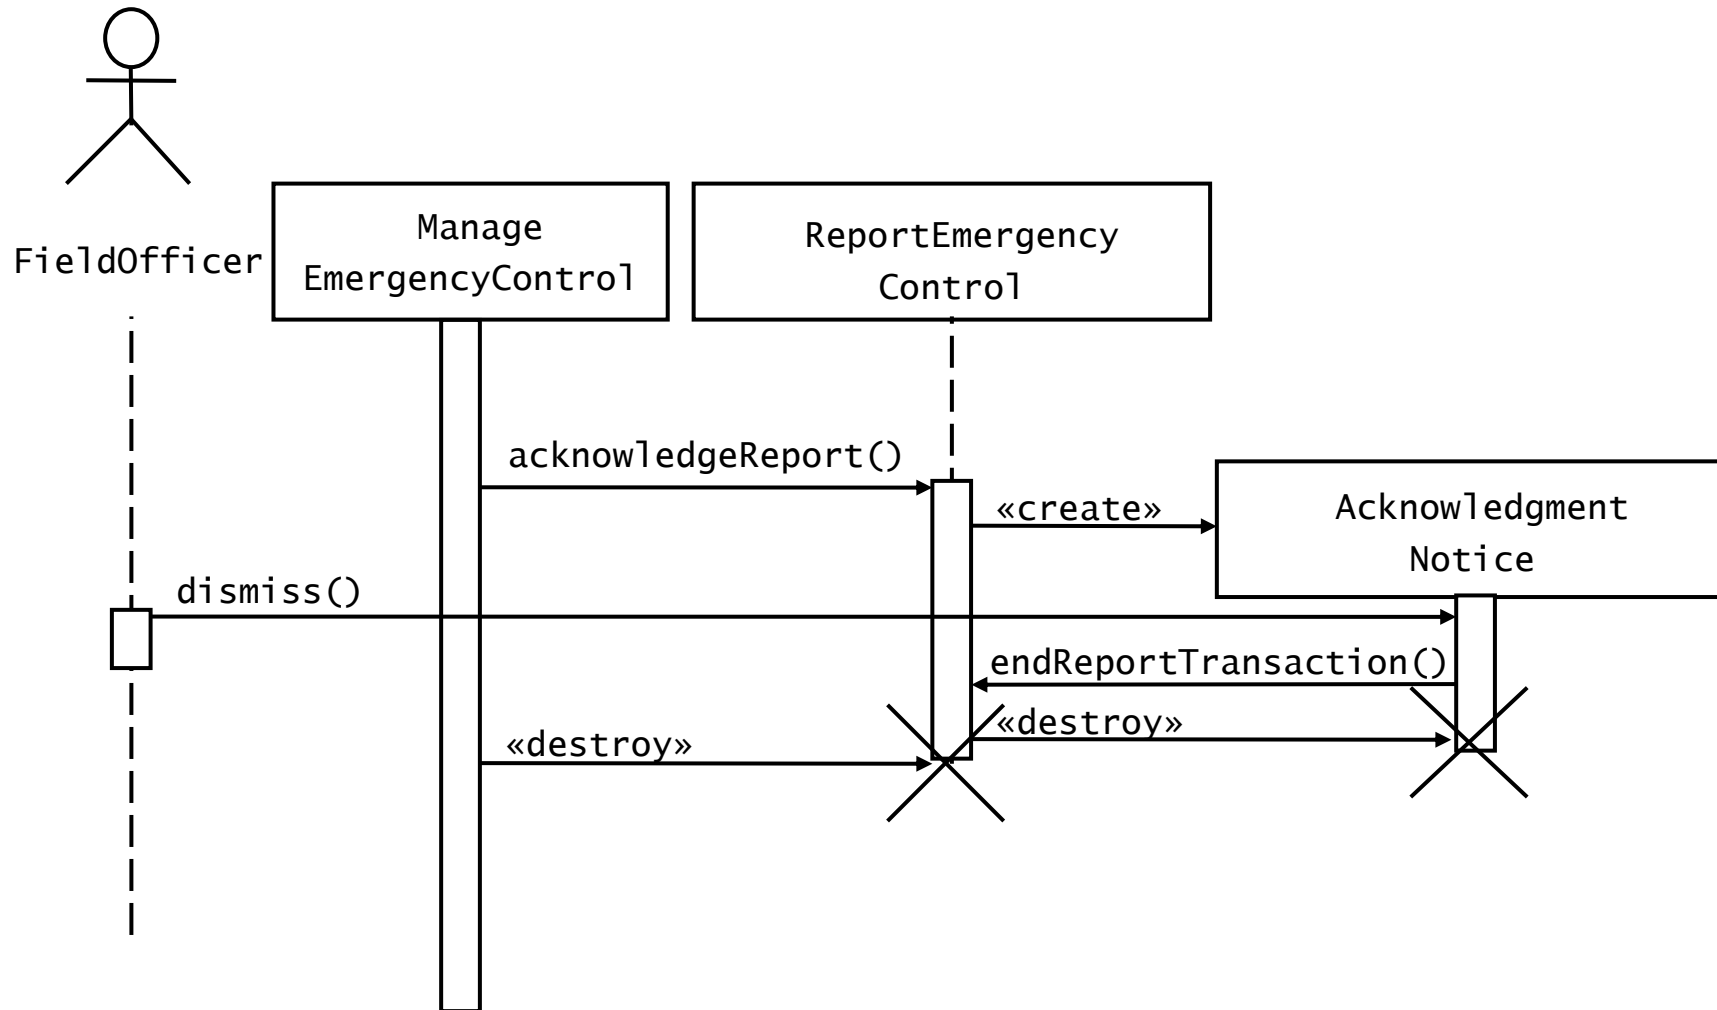 FieldOfficer
Manage
EmergencyControl
ReportEmergency
Control
acknowledgeReport()
«create»
Acknowledgment
Notice
dismiss()
endReportTransaction()
«destroy»
«destroy»